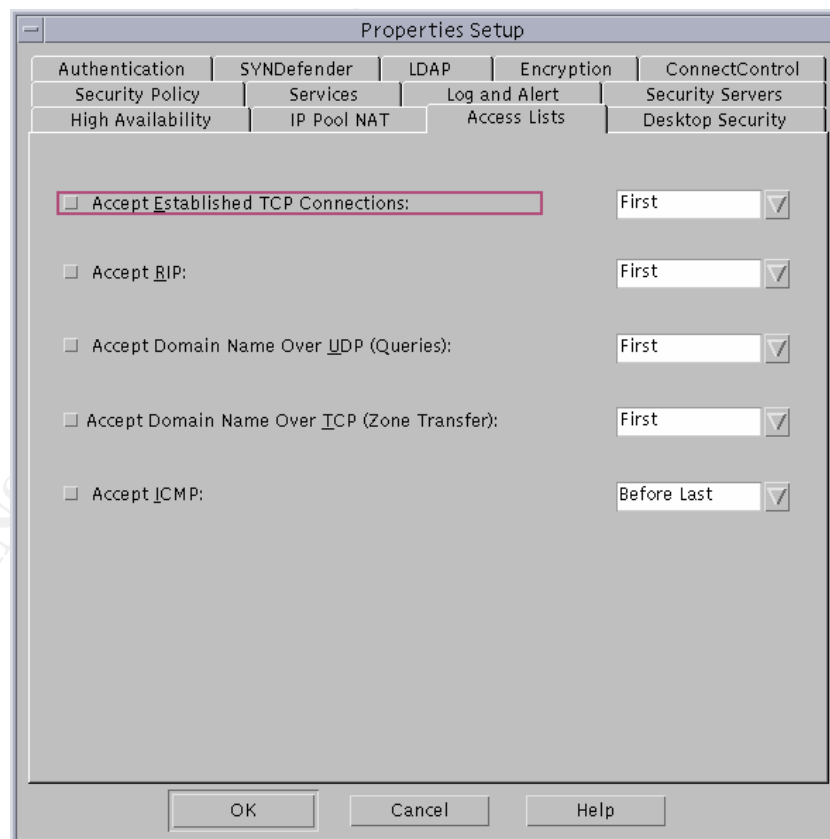 Properties Setup
Authentication SYNDefender LDAP Encryption ConnectControl
Security Policy Services Log and Alert Security Servers
High Availability IP Pool NAT Access Lists Desktop Security
Accept Established TCP Connections: First
Accept RIP: First
Accept Domain Name Over UDP (Queries): First
Accept Domain Name Over TCP (Zone Transfer): First
Accept ICMP: Before Last
OK Cancel Help